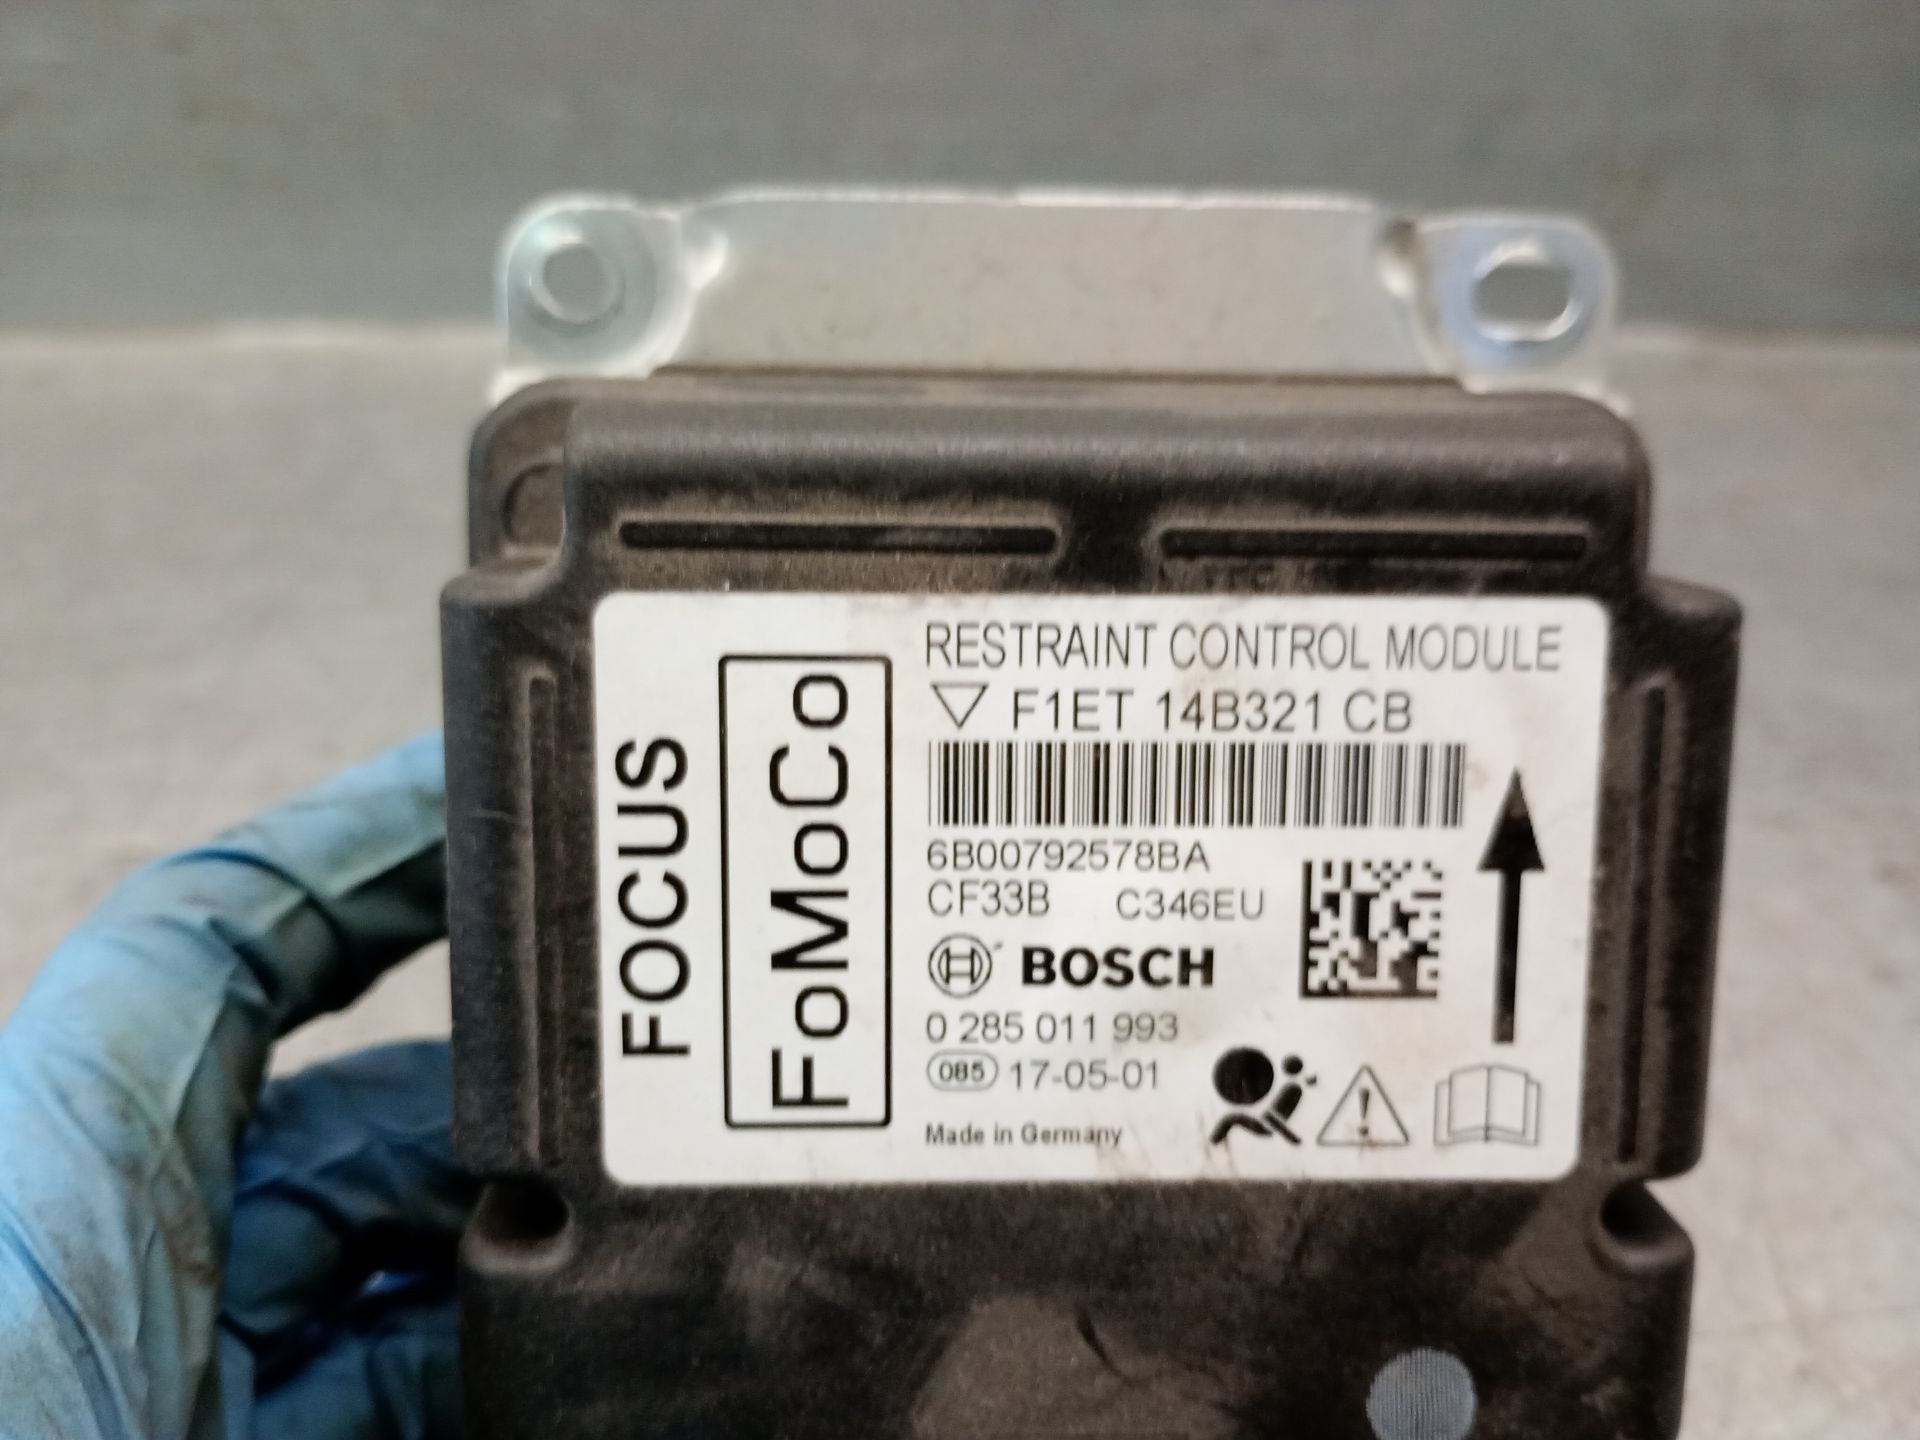 RESTRAINT CONTROL MODULE
F1ET 14B321 CB
6B00792578BA
CF33B C346EU
BOSCH
0 285 011 993
085 17-05-01
Made in Germany
FoMoCo
FOCUS